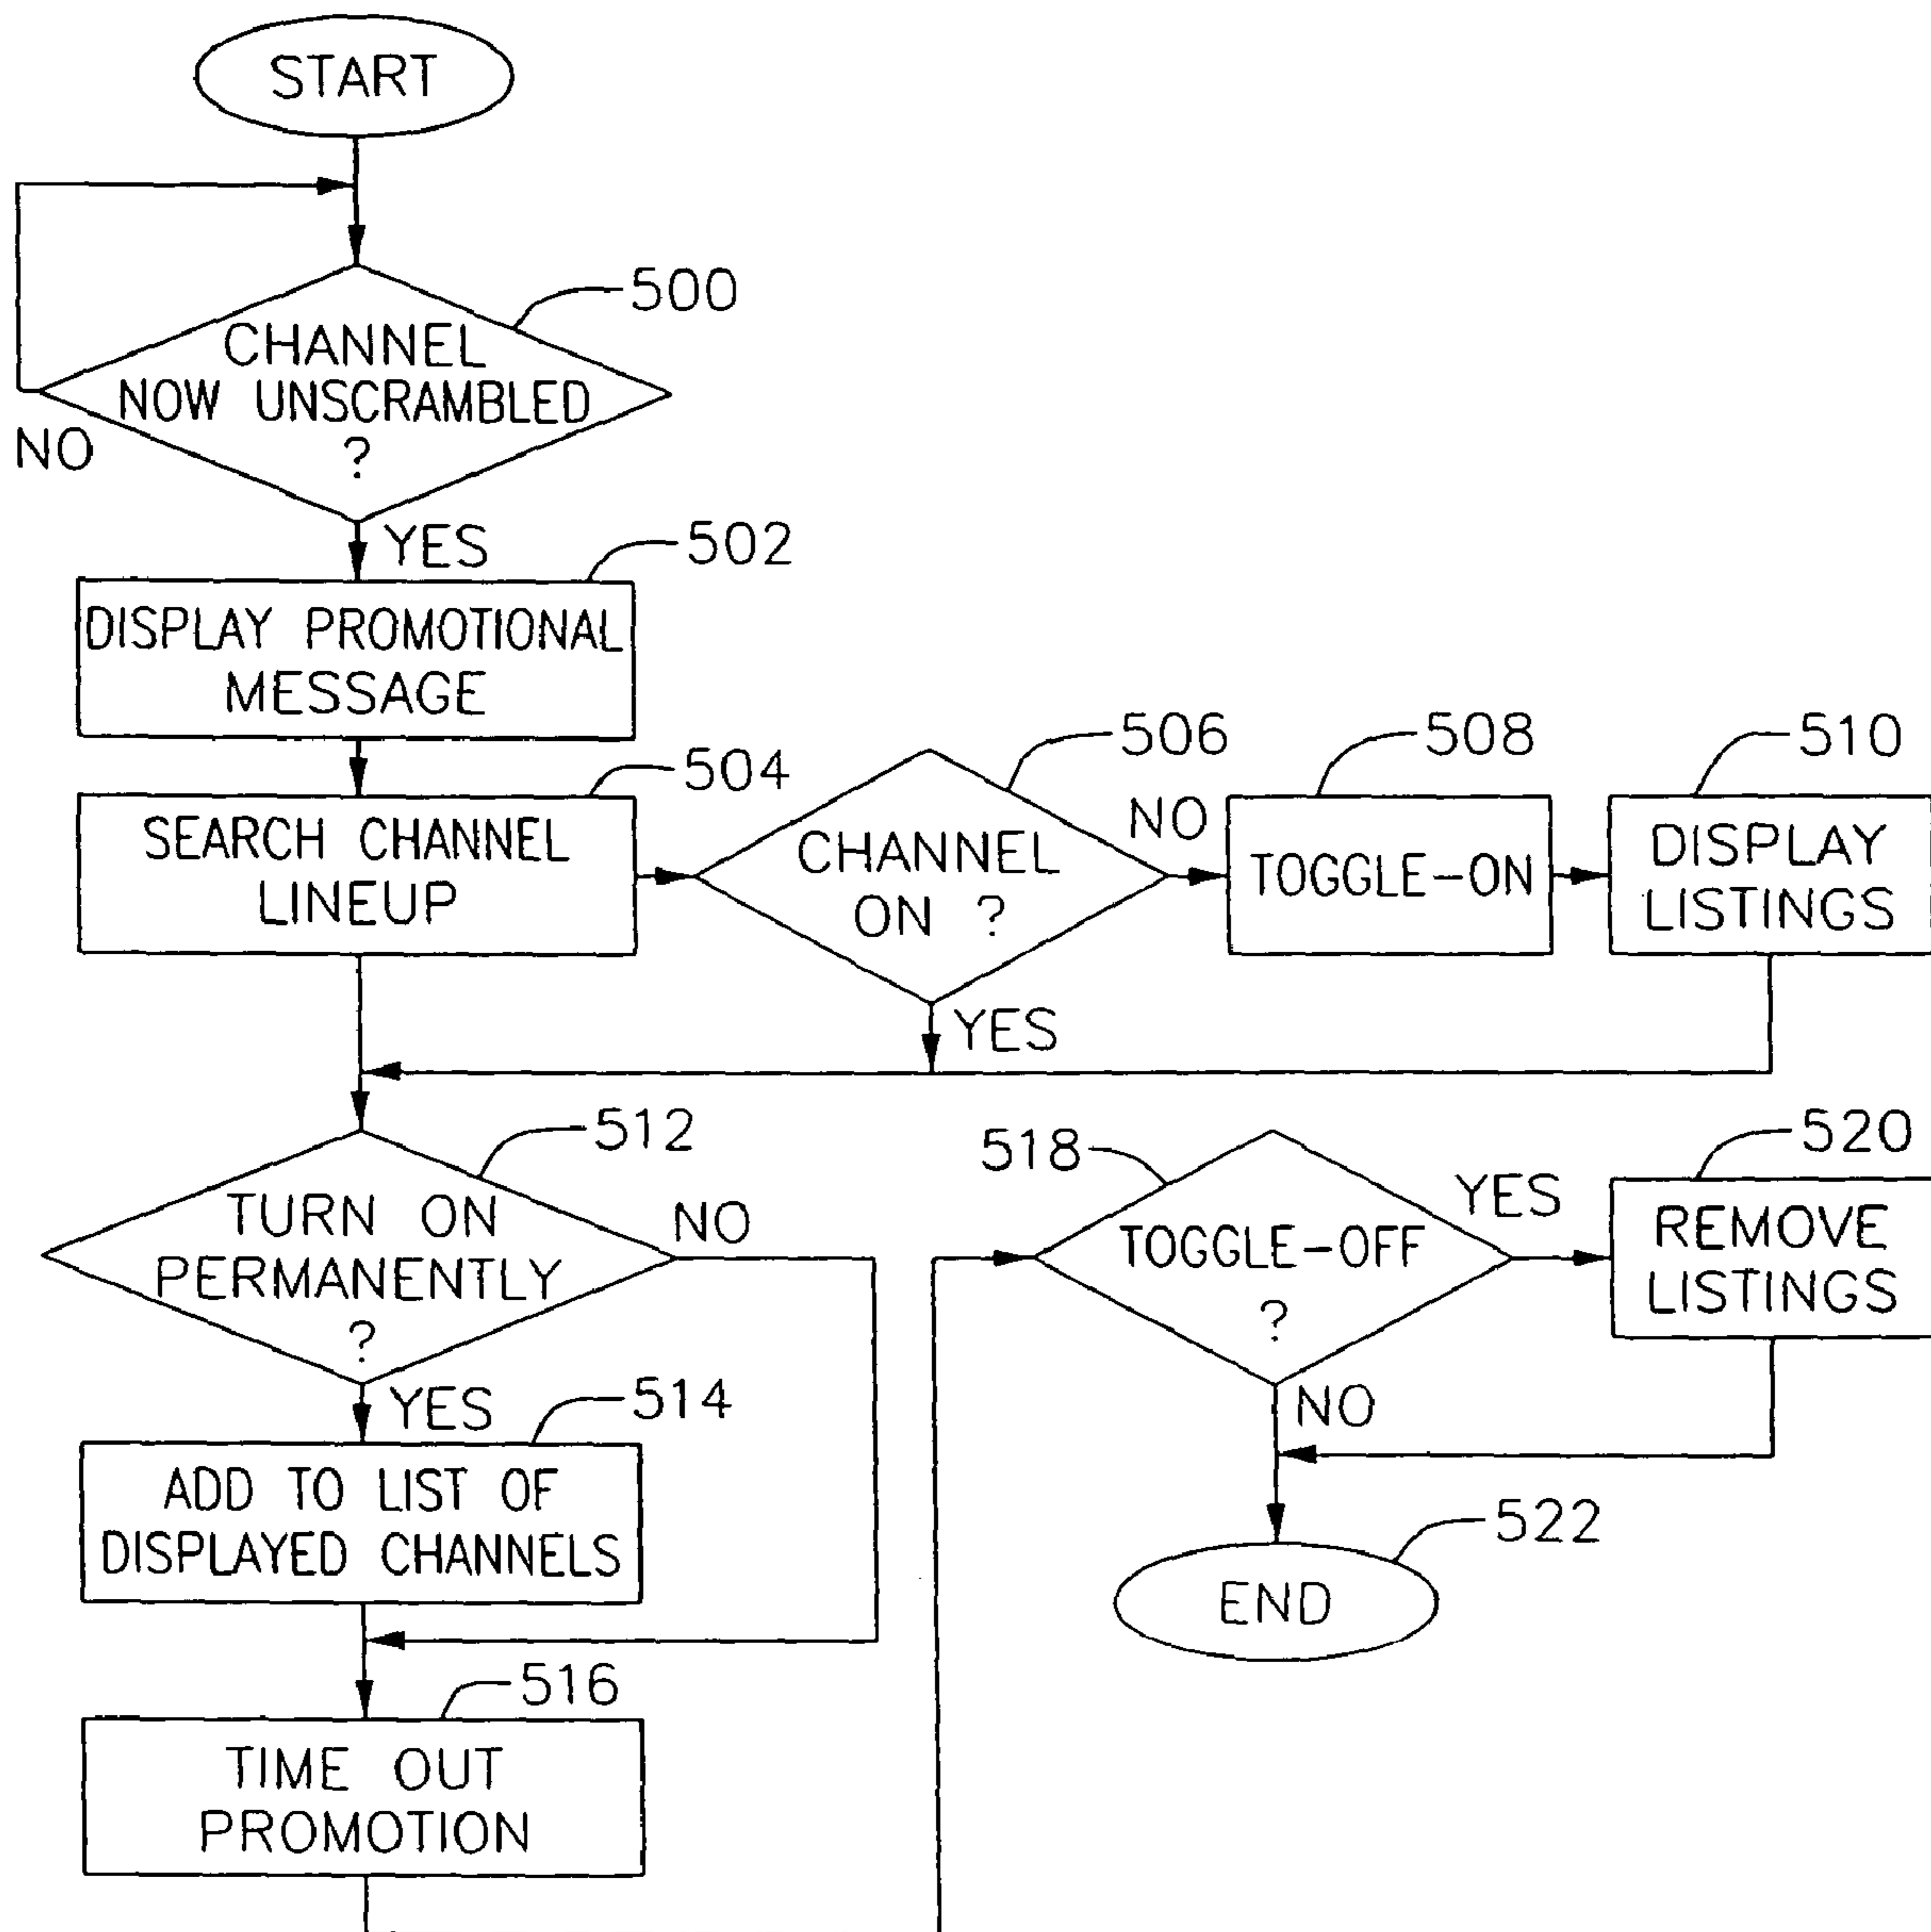 START
500
CHANNEL
NOW UNSCRAMBLED
?
NO
YES
502
DISPLAY PROMOTIONAL
MESSAGE
504
SEARCH CHANNEL
LINEUP
506
CHANNEL
ON ?
NO
YES
508
TOGGLE-ON
510
DISPLAY
LISTINGS
512
TURN ON
PERMANENTLY
?
NO
YES
514
ADD TO LIST OF
DISPLAYED CHANNELS
516
TIME OUT
PROMOTION
518
TOGGLE-OFF
?
YES
NO
520
REMOVE
LISTINGS
522
END